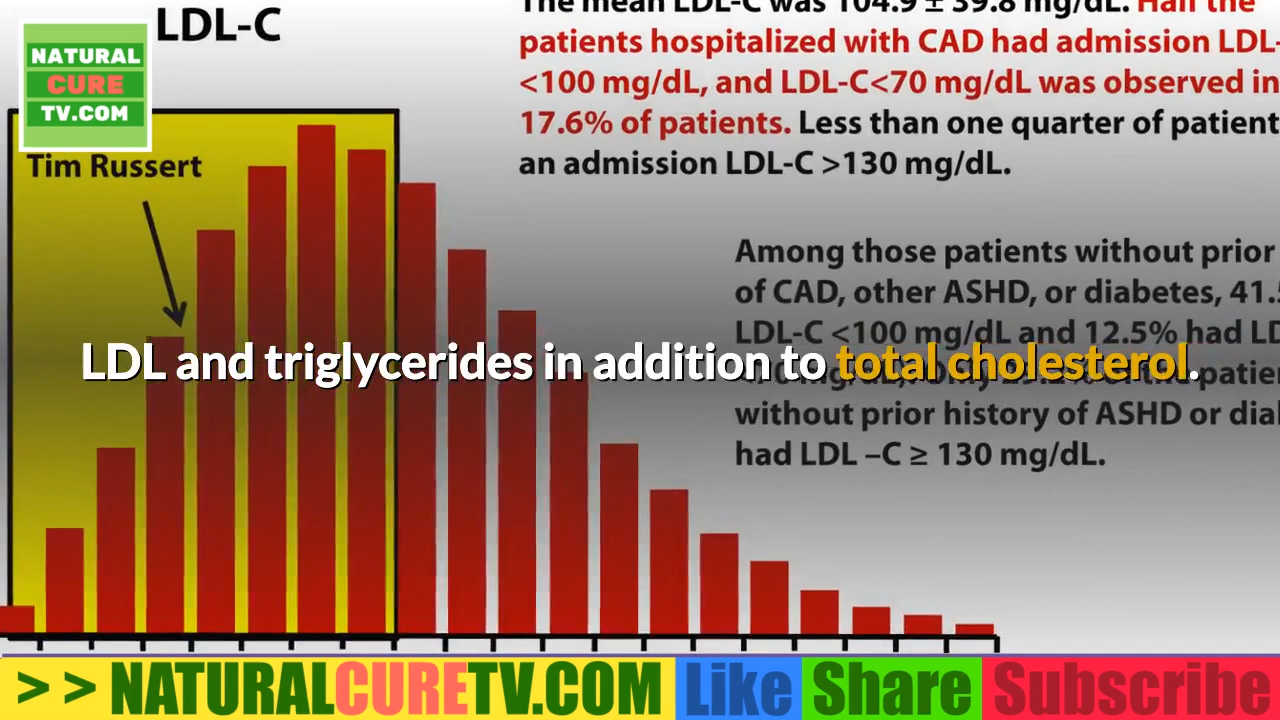 LDL-C
NATURAL
CURE
TV.COM
Tim Russert
The mean LDL-C was 104.9 ± 39.8 mg/dL. Half the
patients hospitalized with CAD had admission LDL-
<100 mg/dL, and LDL-C<70 mg/dL was observed in
17.6% of patients. Less than one quarter of patient
an admission LDL-C >130 mg/dL.
Among those patients without prior
of CAD, other ASHD, or diabetes, 41.
LDL-C <100 mg/dL and 12.5% had LD
LDL and triglycerides in addition to total cholesterol.
without prior history of ASHD or dia
had LDL –C ≥ 130 mg/dL.
> > NATURALCURETV.COM Like Share Subscribe